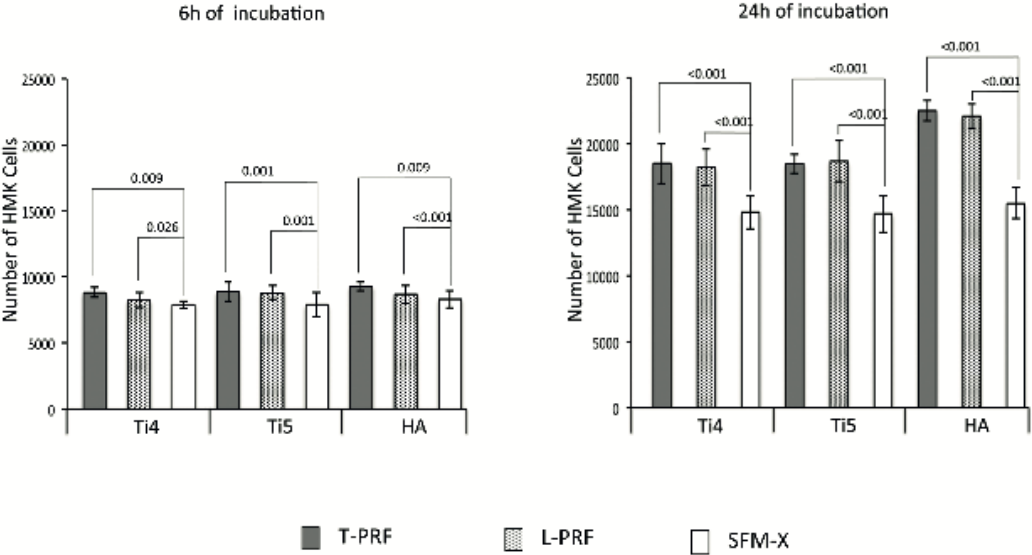 6h of incubation
24h of incubation
Number of HMK Cells
25000
20000
15000
10000
5000
0
0.009
0.026
0.001
0.001
0.009
<0.001
Ti4
Ti5
HA
Number of HMK Cells
25000
20000
15000
10000
5000
0
<0.001
<0.001
<0.001
<0.001
<0.001
<0.001
Ti4
Ti5
HA
T-PRF
L-PRF
SFM-X